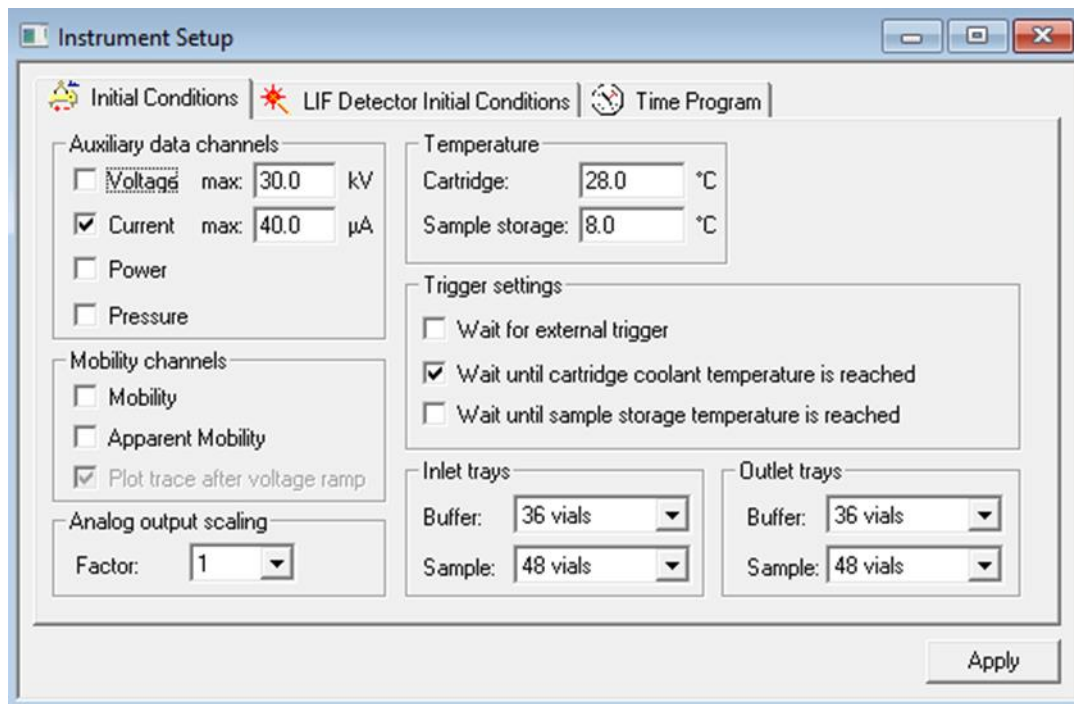 Instrument Setup
Initial Conditions LIF Detector Initial Conditions Time Program
Auxiliary data channels
Voltage max: 30.0 kV
Current max: 40.0 µA
Power
Pressure
Mobility channels
Mobility
Apparent Mobility
Plot trace after voltage ramp
Analog output scaling
Factor: 1
Temperature
Cartridge: 28.0 °C
Sample storage: 8.0 °C
Trigger settings
Wait for external trigger
Wait until cartridge coolant temperature is reached
Wait until sample storage temperature is reached
Inlet trays
Buffer: 36 vials
Sample: 48 vials
Outlet trays
Buffer: 36 vials
Sample: 48 vials
Apply